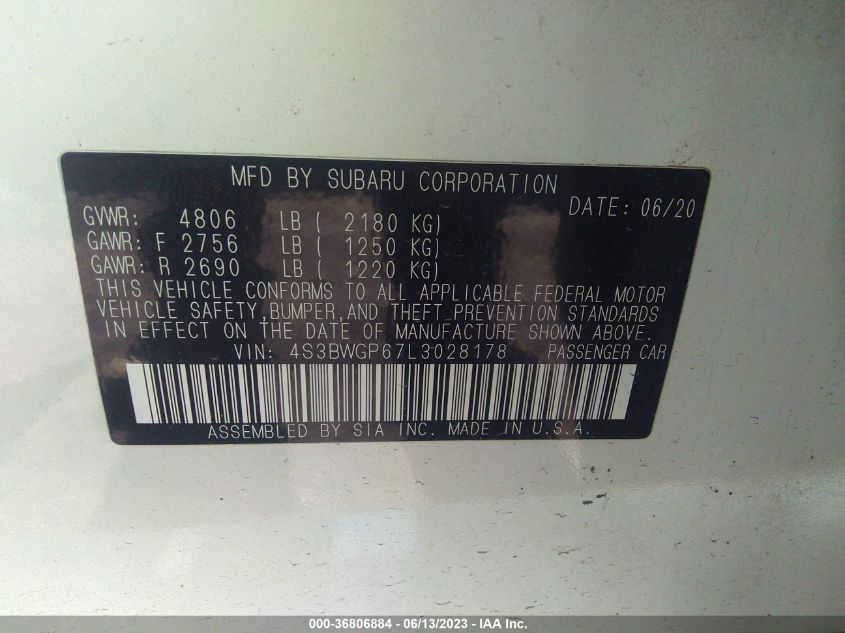 MFD BY SUBARU CORPORATION
DATE: 06/20
GVWR: 4806 LB ( 2180 KG)
GAWR: F 2756 LB ( 1250 KG)
GAWR: R 2690 LB ( 1220 KG)
THIS VEHICLE CONFORMS TO ALL APPLICABLE FEDERAL MOTOR
VEHICLE SAFETY,BUMPER,AND THEFT PREVENTION STANDARDS
IN EFFECT ON THE DATE OF MANUFACTURE SHOWN ABOVE.
VIN: 4S3BWGP67L3028178 PASSENGER CAR
ASSEMBLED BY SIA INC. MADE IN U.S.A.
000-36806884 - 06/13/2023 - IAA Inc.